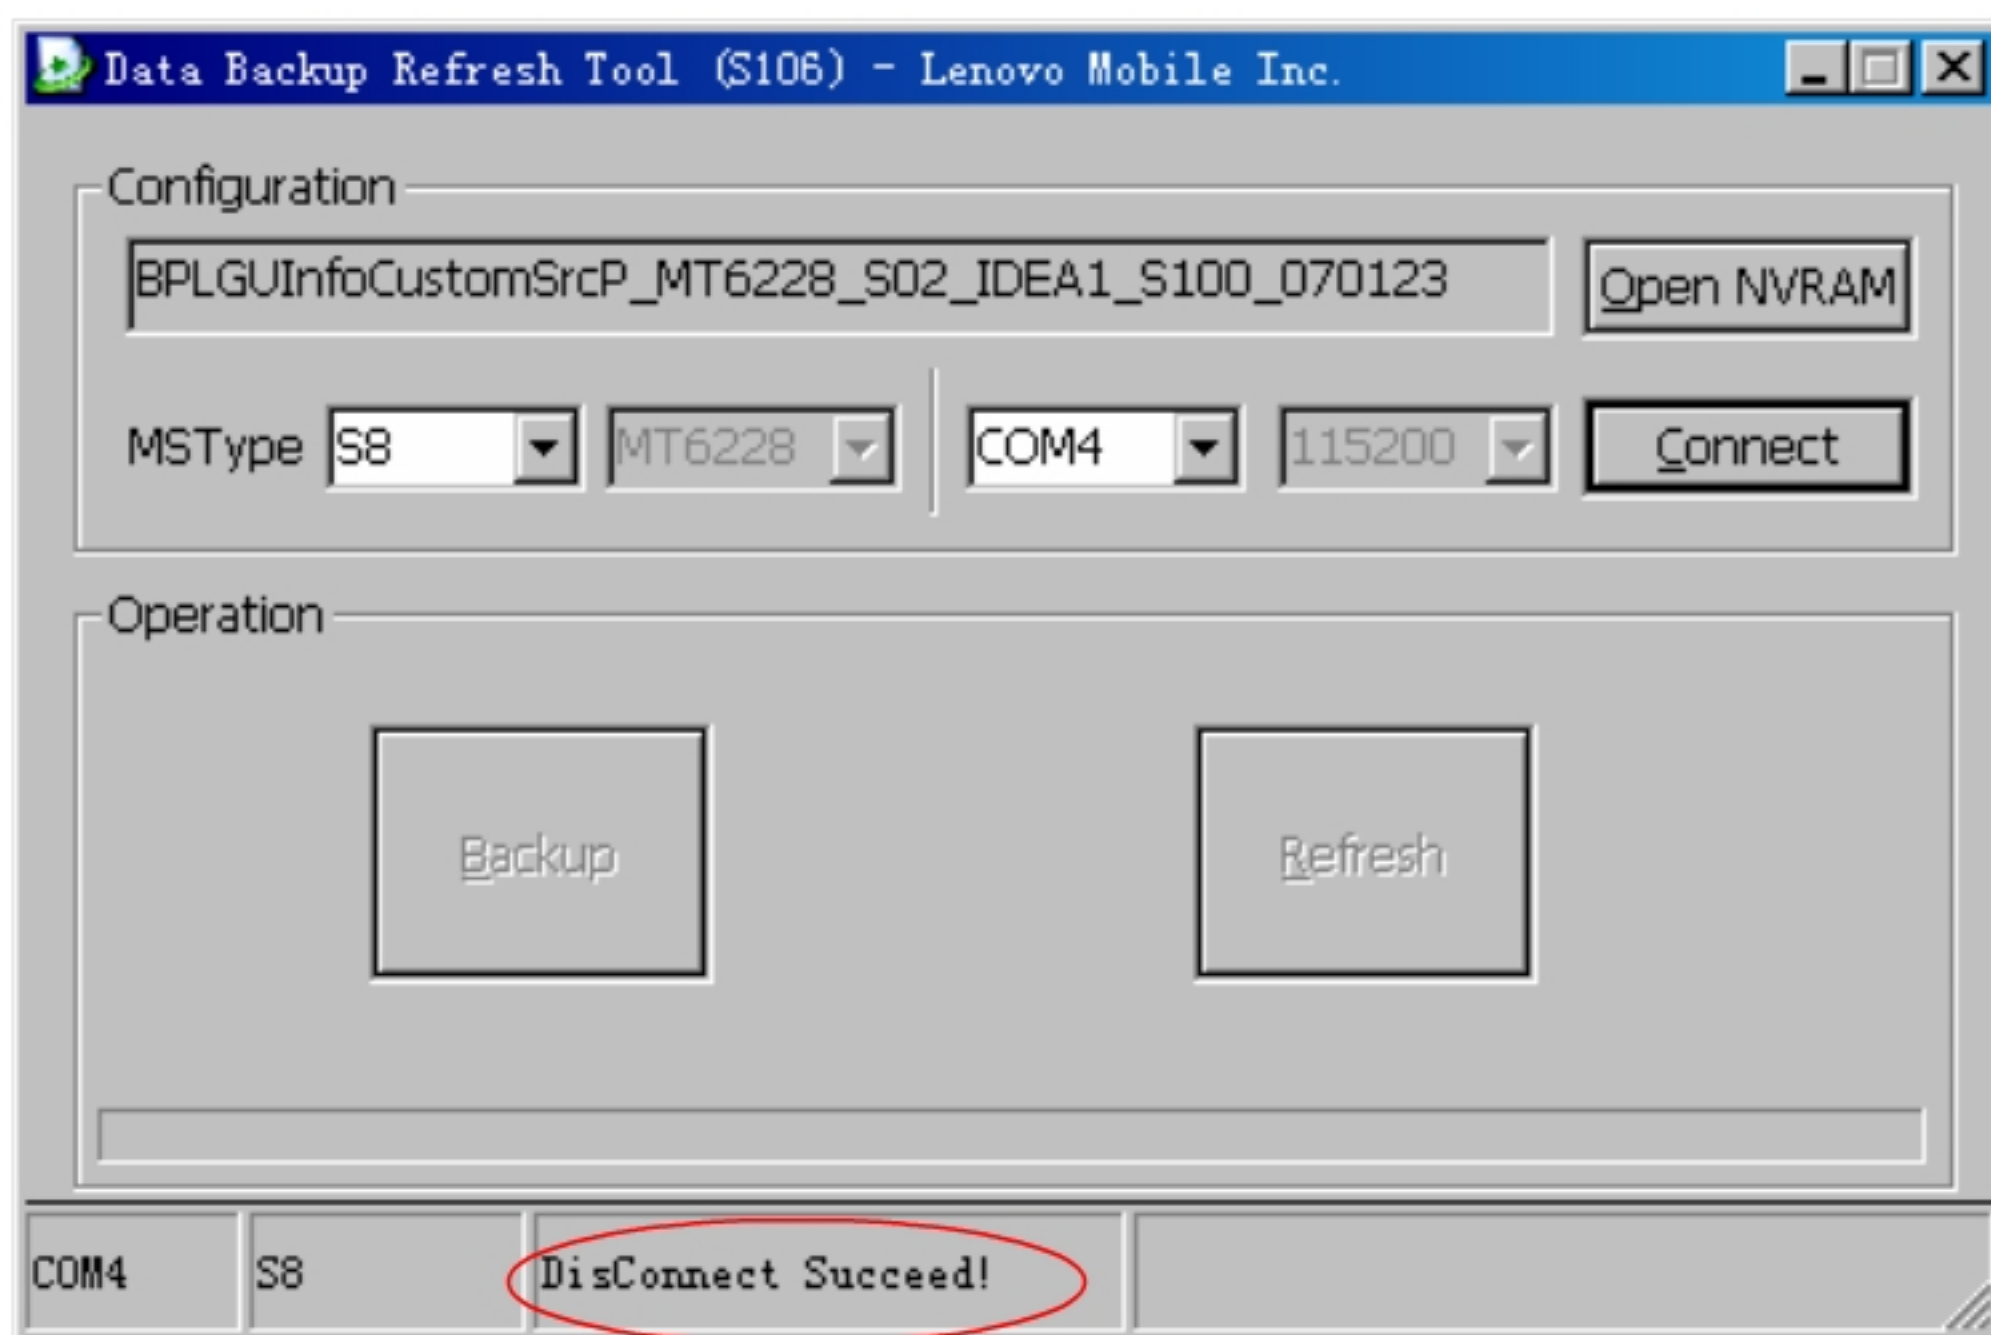 Data Backup Refresh Tool (S106) - Lenovo Mobile Inc.
Configuration
BPLGUInfoCustomSrcP_MT6228_S02_IDEA1_S100_070123 Open NVRAM
MSType S8 MT6228 COM4 115200 Connect
Operation
Backup Refresh
COM4 S8 DisConnect Succeed!